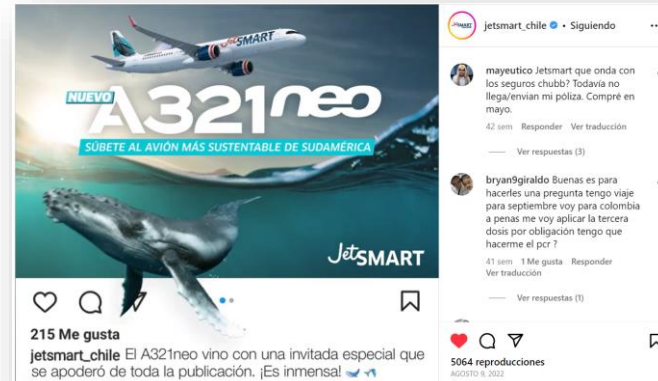 JetSMART
NUEVO
A321neo
SÚBETE AL AVIÓN MÁS SUSTENTABLE DE SUDAMÉRICA
JetSMART
215 Me gusta
jetsmart_chile El A321neo vino con una invitada especial que
se apoderó de toda la publicación. ¡Es inmensa!
jetsmart_chile • Siguiendo
mayeutico Jetsmart que onda con
los seguros chubb? Todavía no
llega/envian mi póliza. Compré en
mayo.
42 sem Responder Ver traducción
Ver respuestas (3)
bryan9giraldo Buenas es para
hacerles una pregunta tengo viaje
para septiembre voy para colombia
a penas me voy aplicar la tercera
dosis por obligación tengo que
hacerme el pcr ?
41 sem 1 Me gusta Responder
Ver traducción
Ver respuestas (1)
5064 reproducciones
AGOSTO 9, 2022